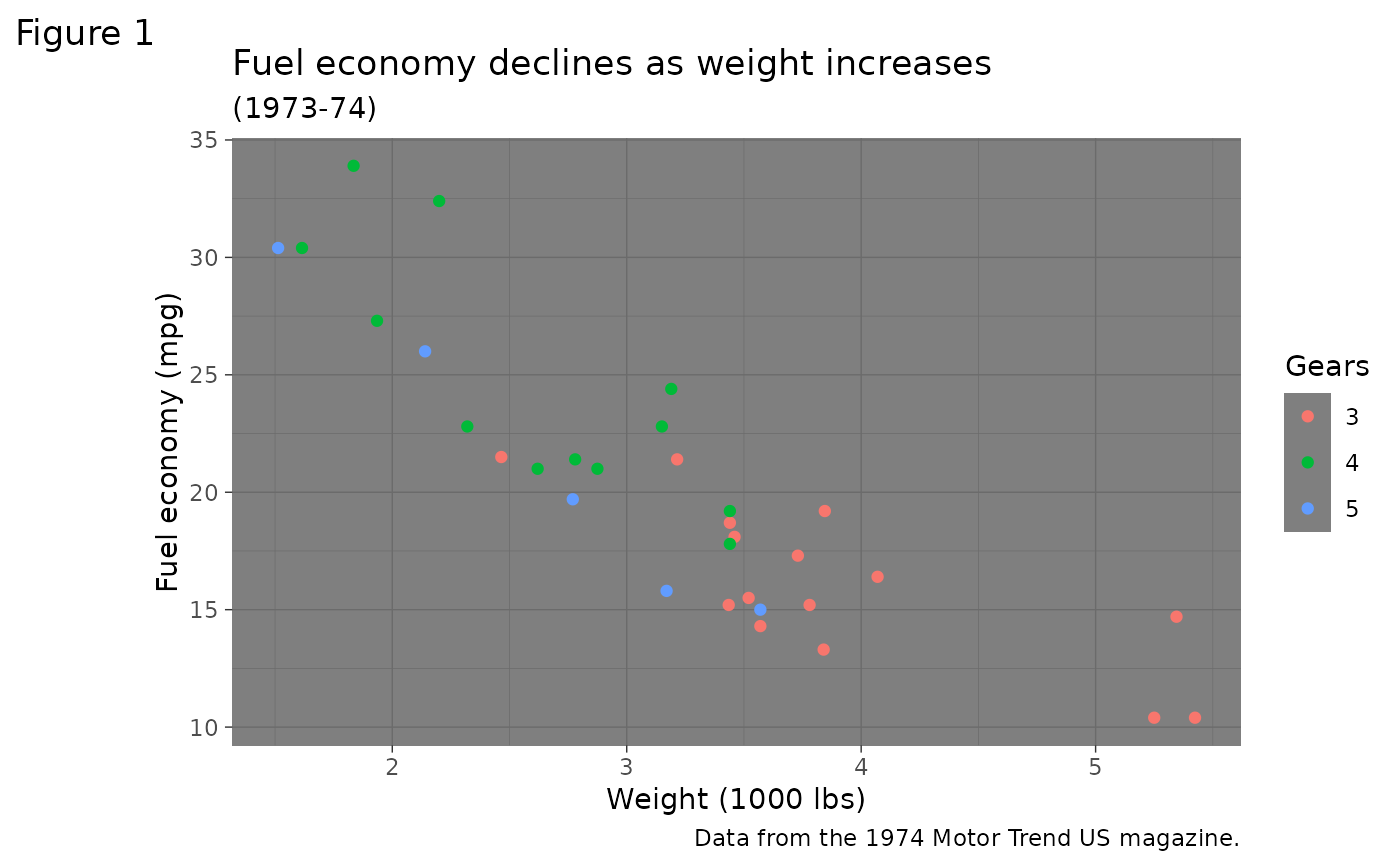 Figure 1
Fuel economy declines as weight increases
(1973-74)
Fuel economy (mpg)
35
30
25
20
15
10
2 3 4 5
Weight (1000 lbs)
Gears
3
4
5
Data from the 1974 Motor Trend US magazine.